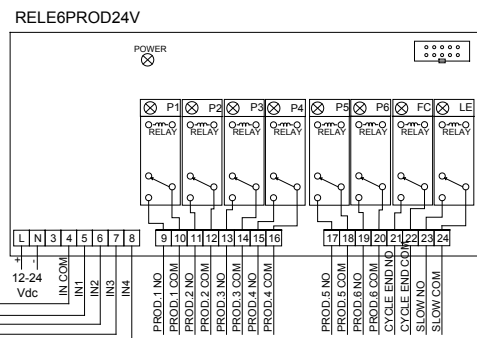 RELE6PROD24V
POWER
P1 P2 P3 P4 P5 P6 FC LE
RELAY RELAY RELAY RELAY RELAY RELAY RELAY RELAY
L N 3 4 5 6 7 8 9 10 11 12 13 14 15 16 17 18 19 20 21 22 23 24
+ -
12-24
Vdc
IN COM
IN1
IN2
IN3
IN4
PROD.1 NO
PROD.1 COM
PROD.2 NO
PROD.2 COM
PROD.3 NO
PROD.3 COM
PROD.4 NO
PROD.4 COM
PROD.5 NO
PROD.5 COM
PROD.6 NO
PROD.6 COM
CYCLE END NO
CYCLE END COM
SLOW NO
SLOW COM